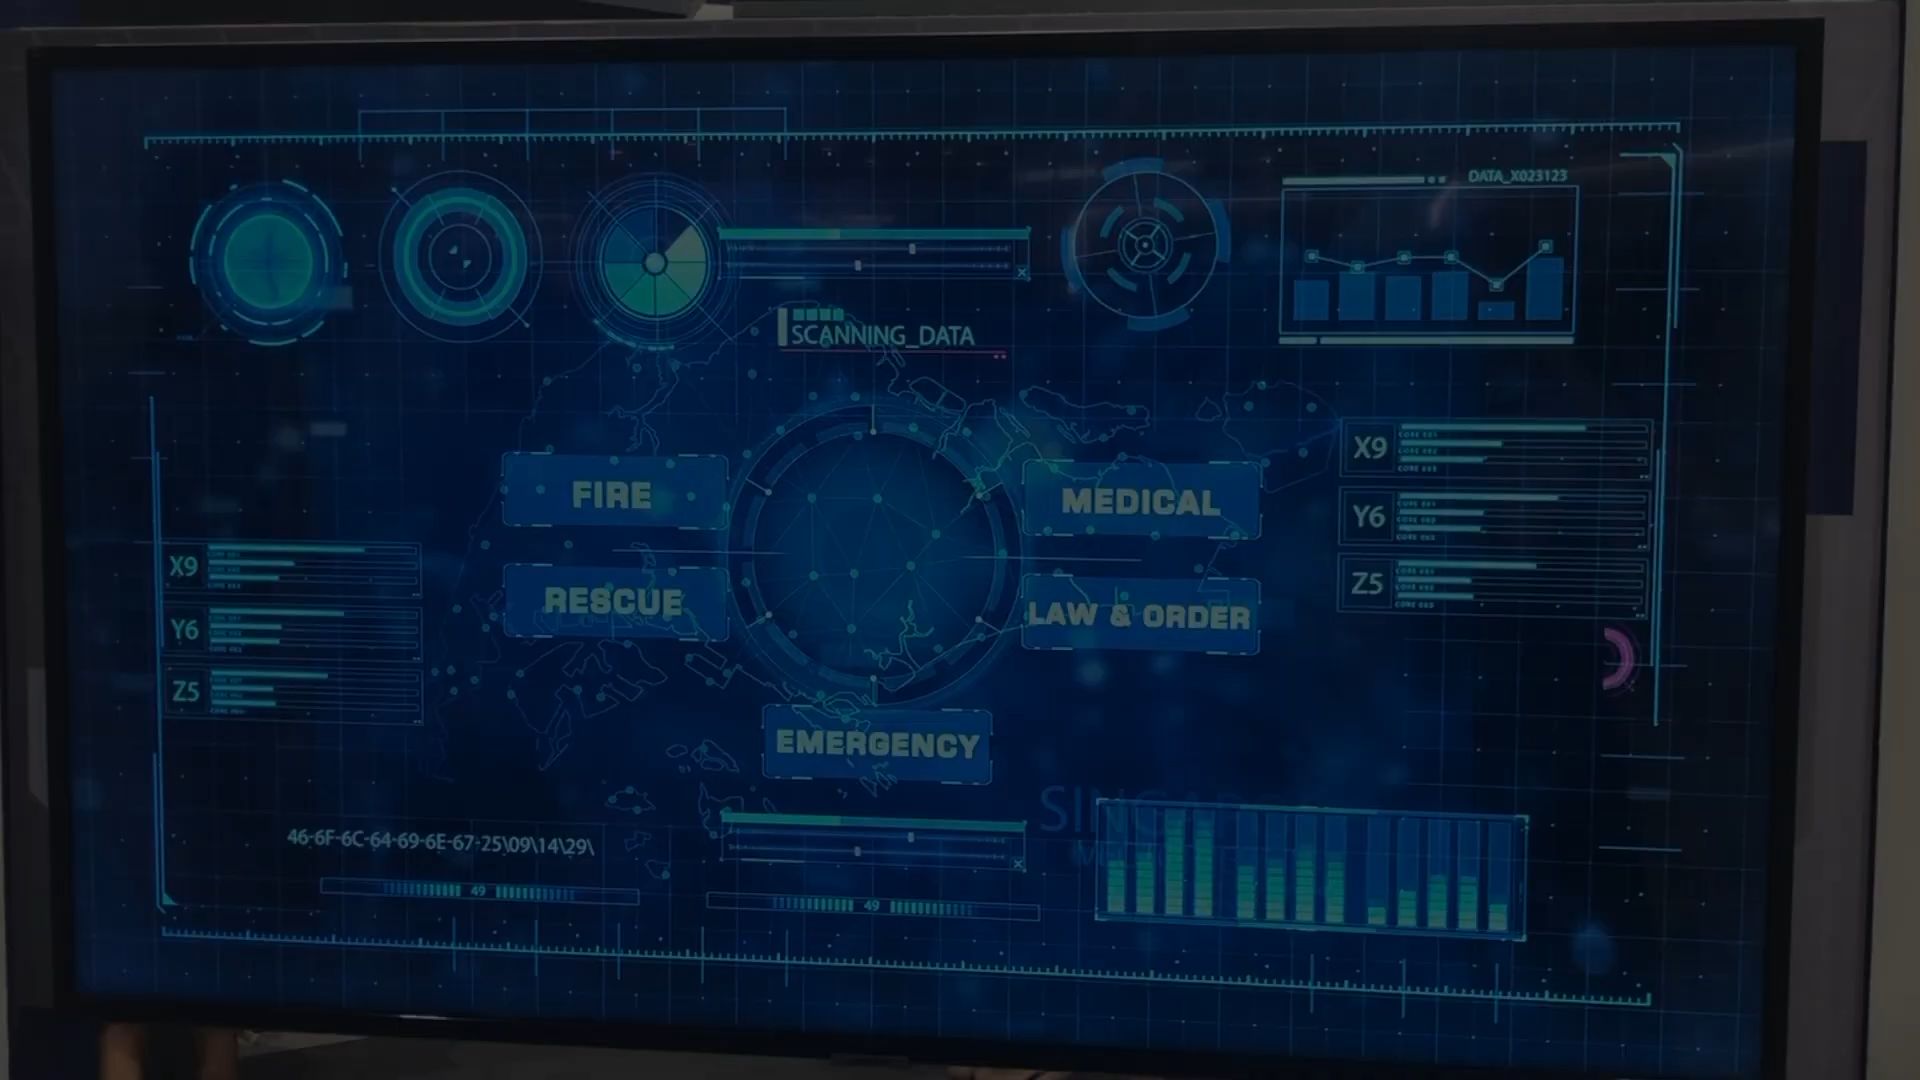 DATA_X023123
SCANNING_DATA
FIRE
MEDICAL
RESCUE
LAW & ORDER
EMERGENCY
X9
Y6
Z5
X9
Y6
Z5
46-6F-6C-64-69-6E-67-25\09\14\29\
49
49